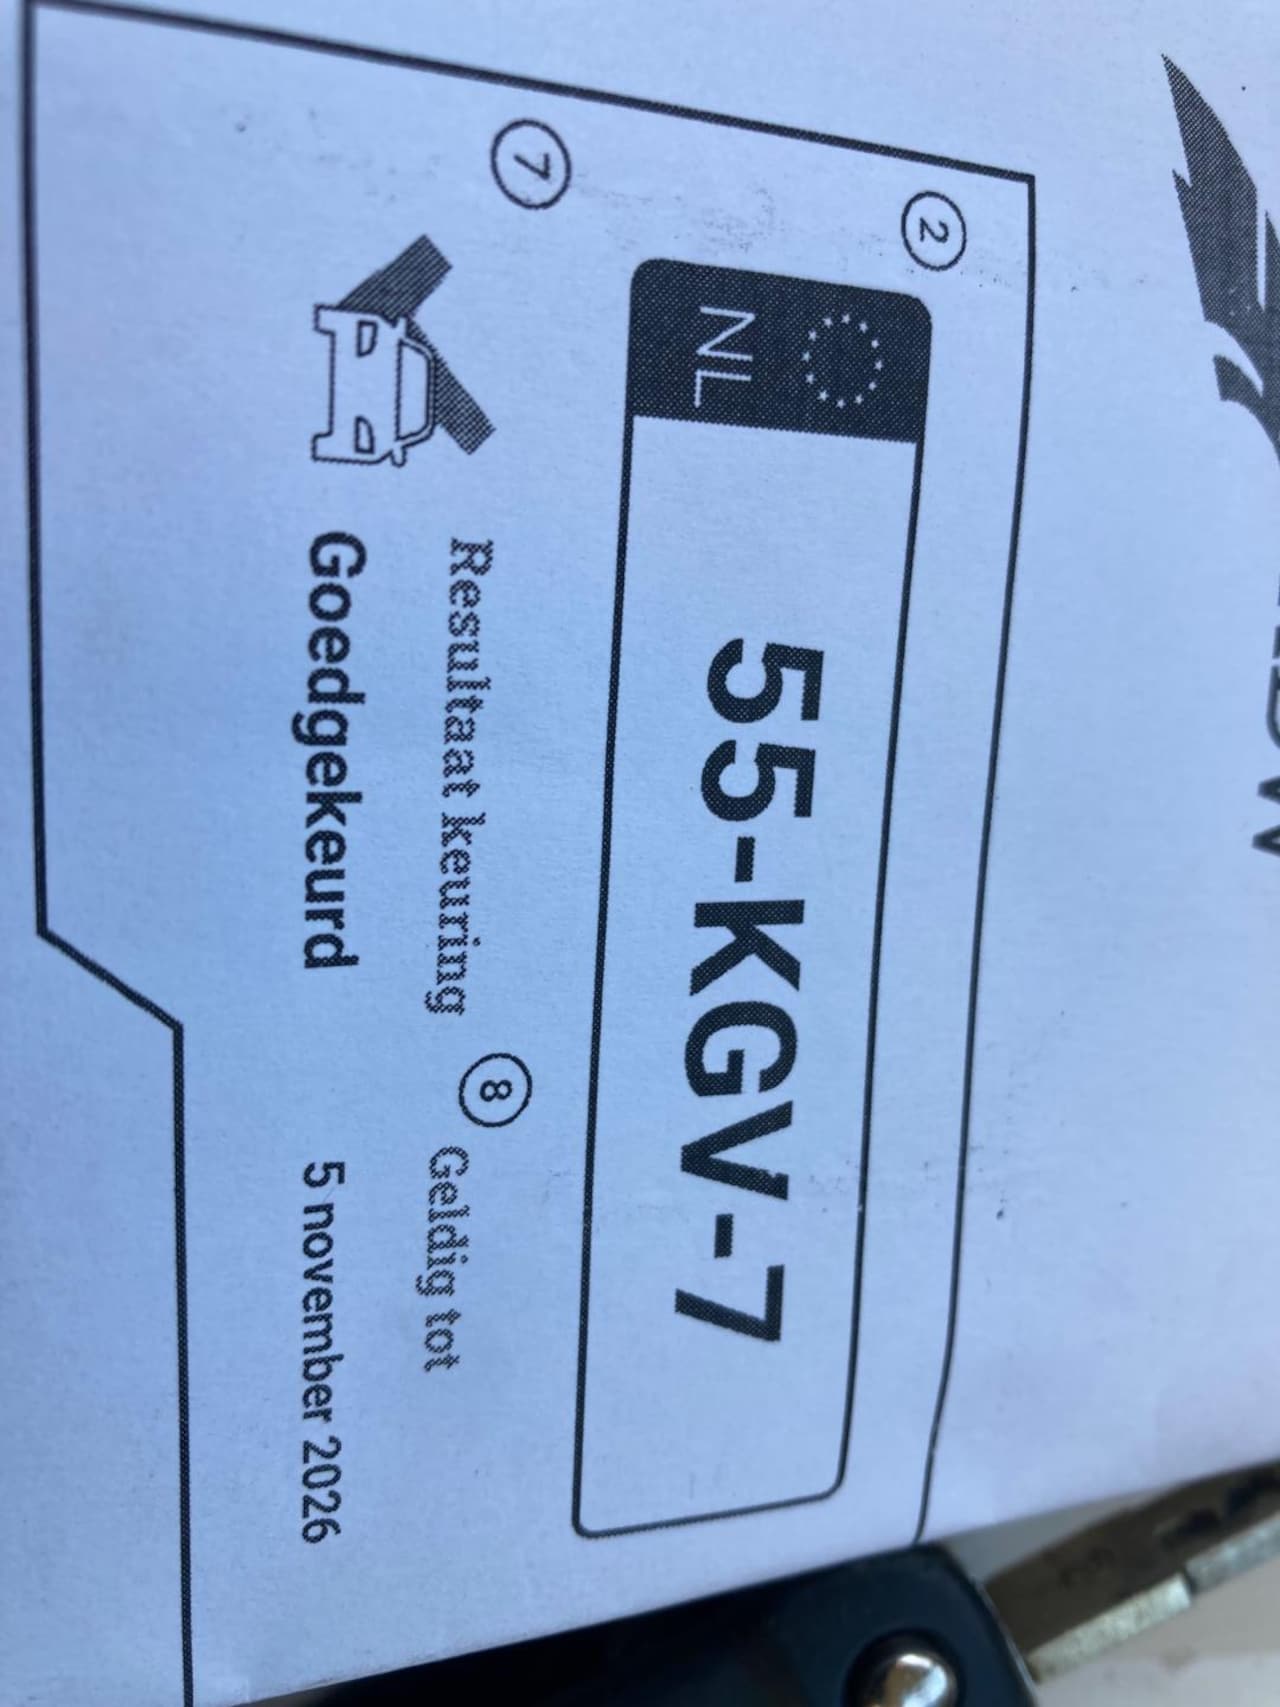 2
NL
55-KGV-7
7
Resultaat keuring
8
Geldig tot
Goedgekeurd
5 november 2026